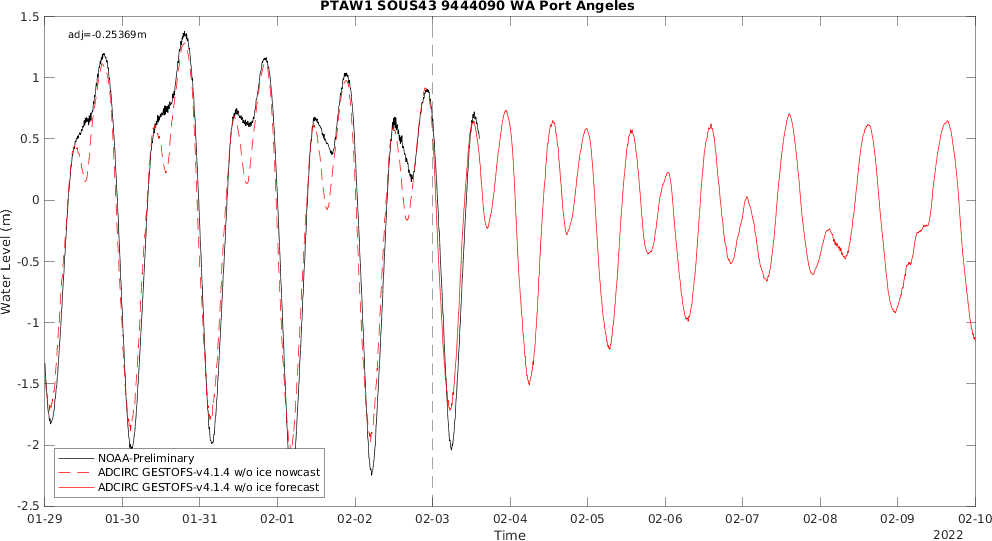 PTAW1 SOUS43 9444090 WA Port Angeles
adj=-0.25369m
1.5
1
0.5
0
-0.5
-1
-1.5
-2
-2.5
Water Level (m)
NOAA-Preliminary
ADCIRC GESTOFS-v4.1.4 w/o ice nowcast
ADCIRC GESTOFS-v4.1.4 w/o ice forecast
01-29 01-30 01-31 02-01 02-02 02-03 02-04 02-05 02-06 02-07 02-08 02-09 02-10
Time
2022